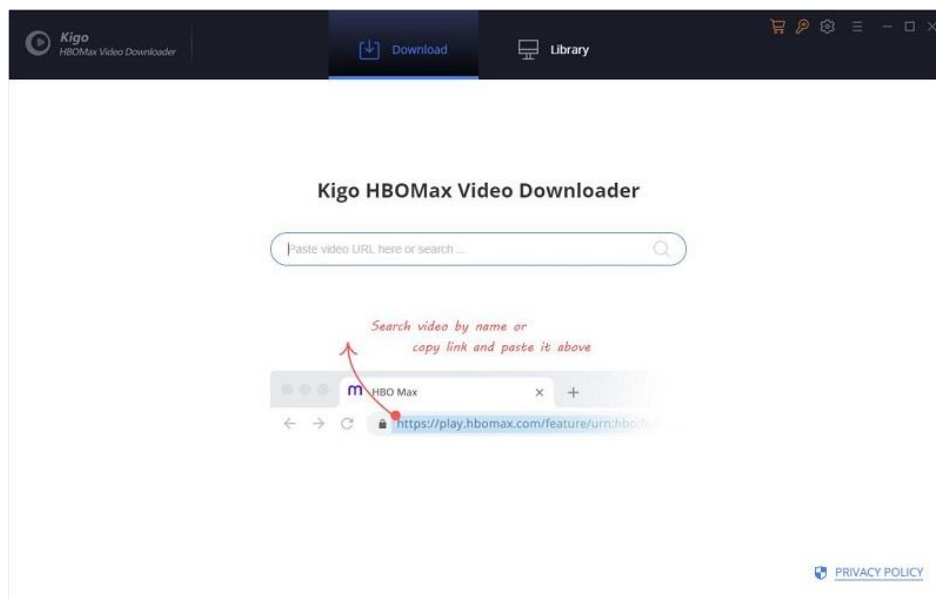 Kigo
HBOMax Video Downloader
Download
Library
Kigo HBOMax Video Downloader
Paste video URL here or search ...
Search video by name or
copy link and paste it above
m HBO Max
https://play.hbomax.com/feature/urn:hbo:
PRIVACY POLICY